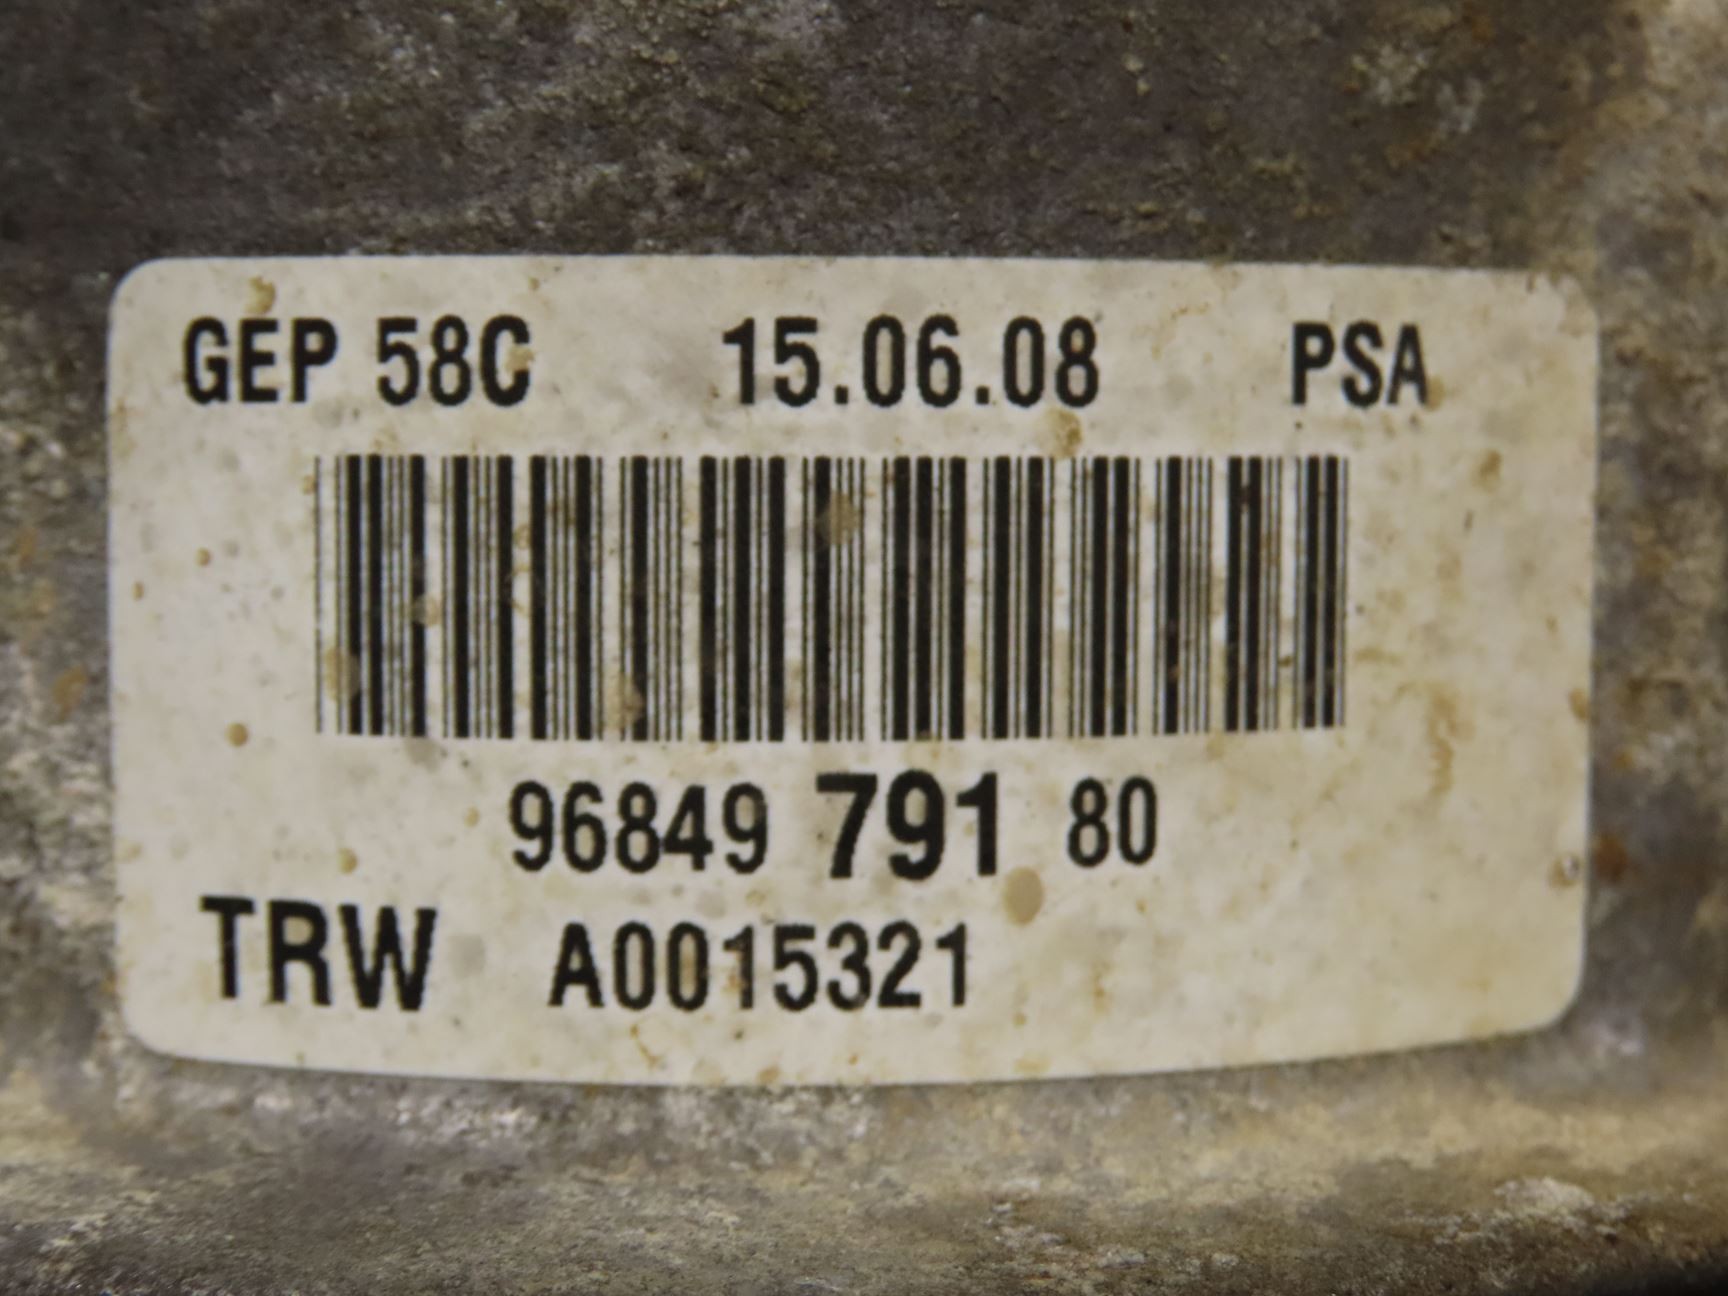 GEP 58C 15.06.08 PSA
96849 791 80
TRW A0015321